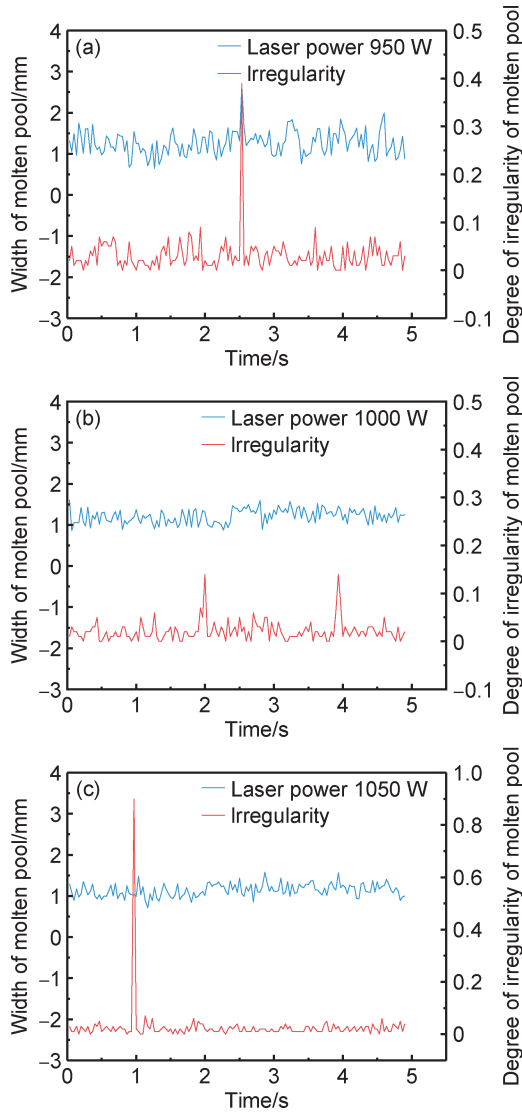 (a)
Laser power 950 W
Irregularity
Width of molten pool/mm
4
3
2
1
0
–1
–2
–3
Degree of irregularity of molten pool
0.5
0.4
0.3
0.2
0.1
0
–0.1
0 1 2 3 4 5
Time/s
(b)
Laser power 1000 W
Irregularity
Width of molten pool/mm
4
3
2
1
0
–1
–2
–3
Degree of irregularity of molten pool
0.5
0.4
0.3
0.2
0.1
0
–0.1
0 1 2 3 4 5
Time/s
(c)
Laser power 1050 W
Irregularity
Width of molten pool/mm
4
3
2
1
0
–1
–2
–3
Degree of irregularity of molten pool
1.0
0.8
0.6
0.4
0.2
0
0 1 2 3 4 5
Time/s